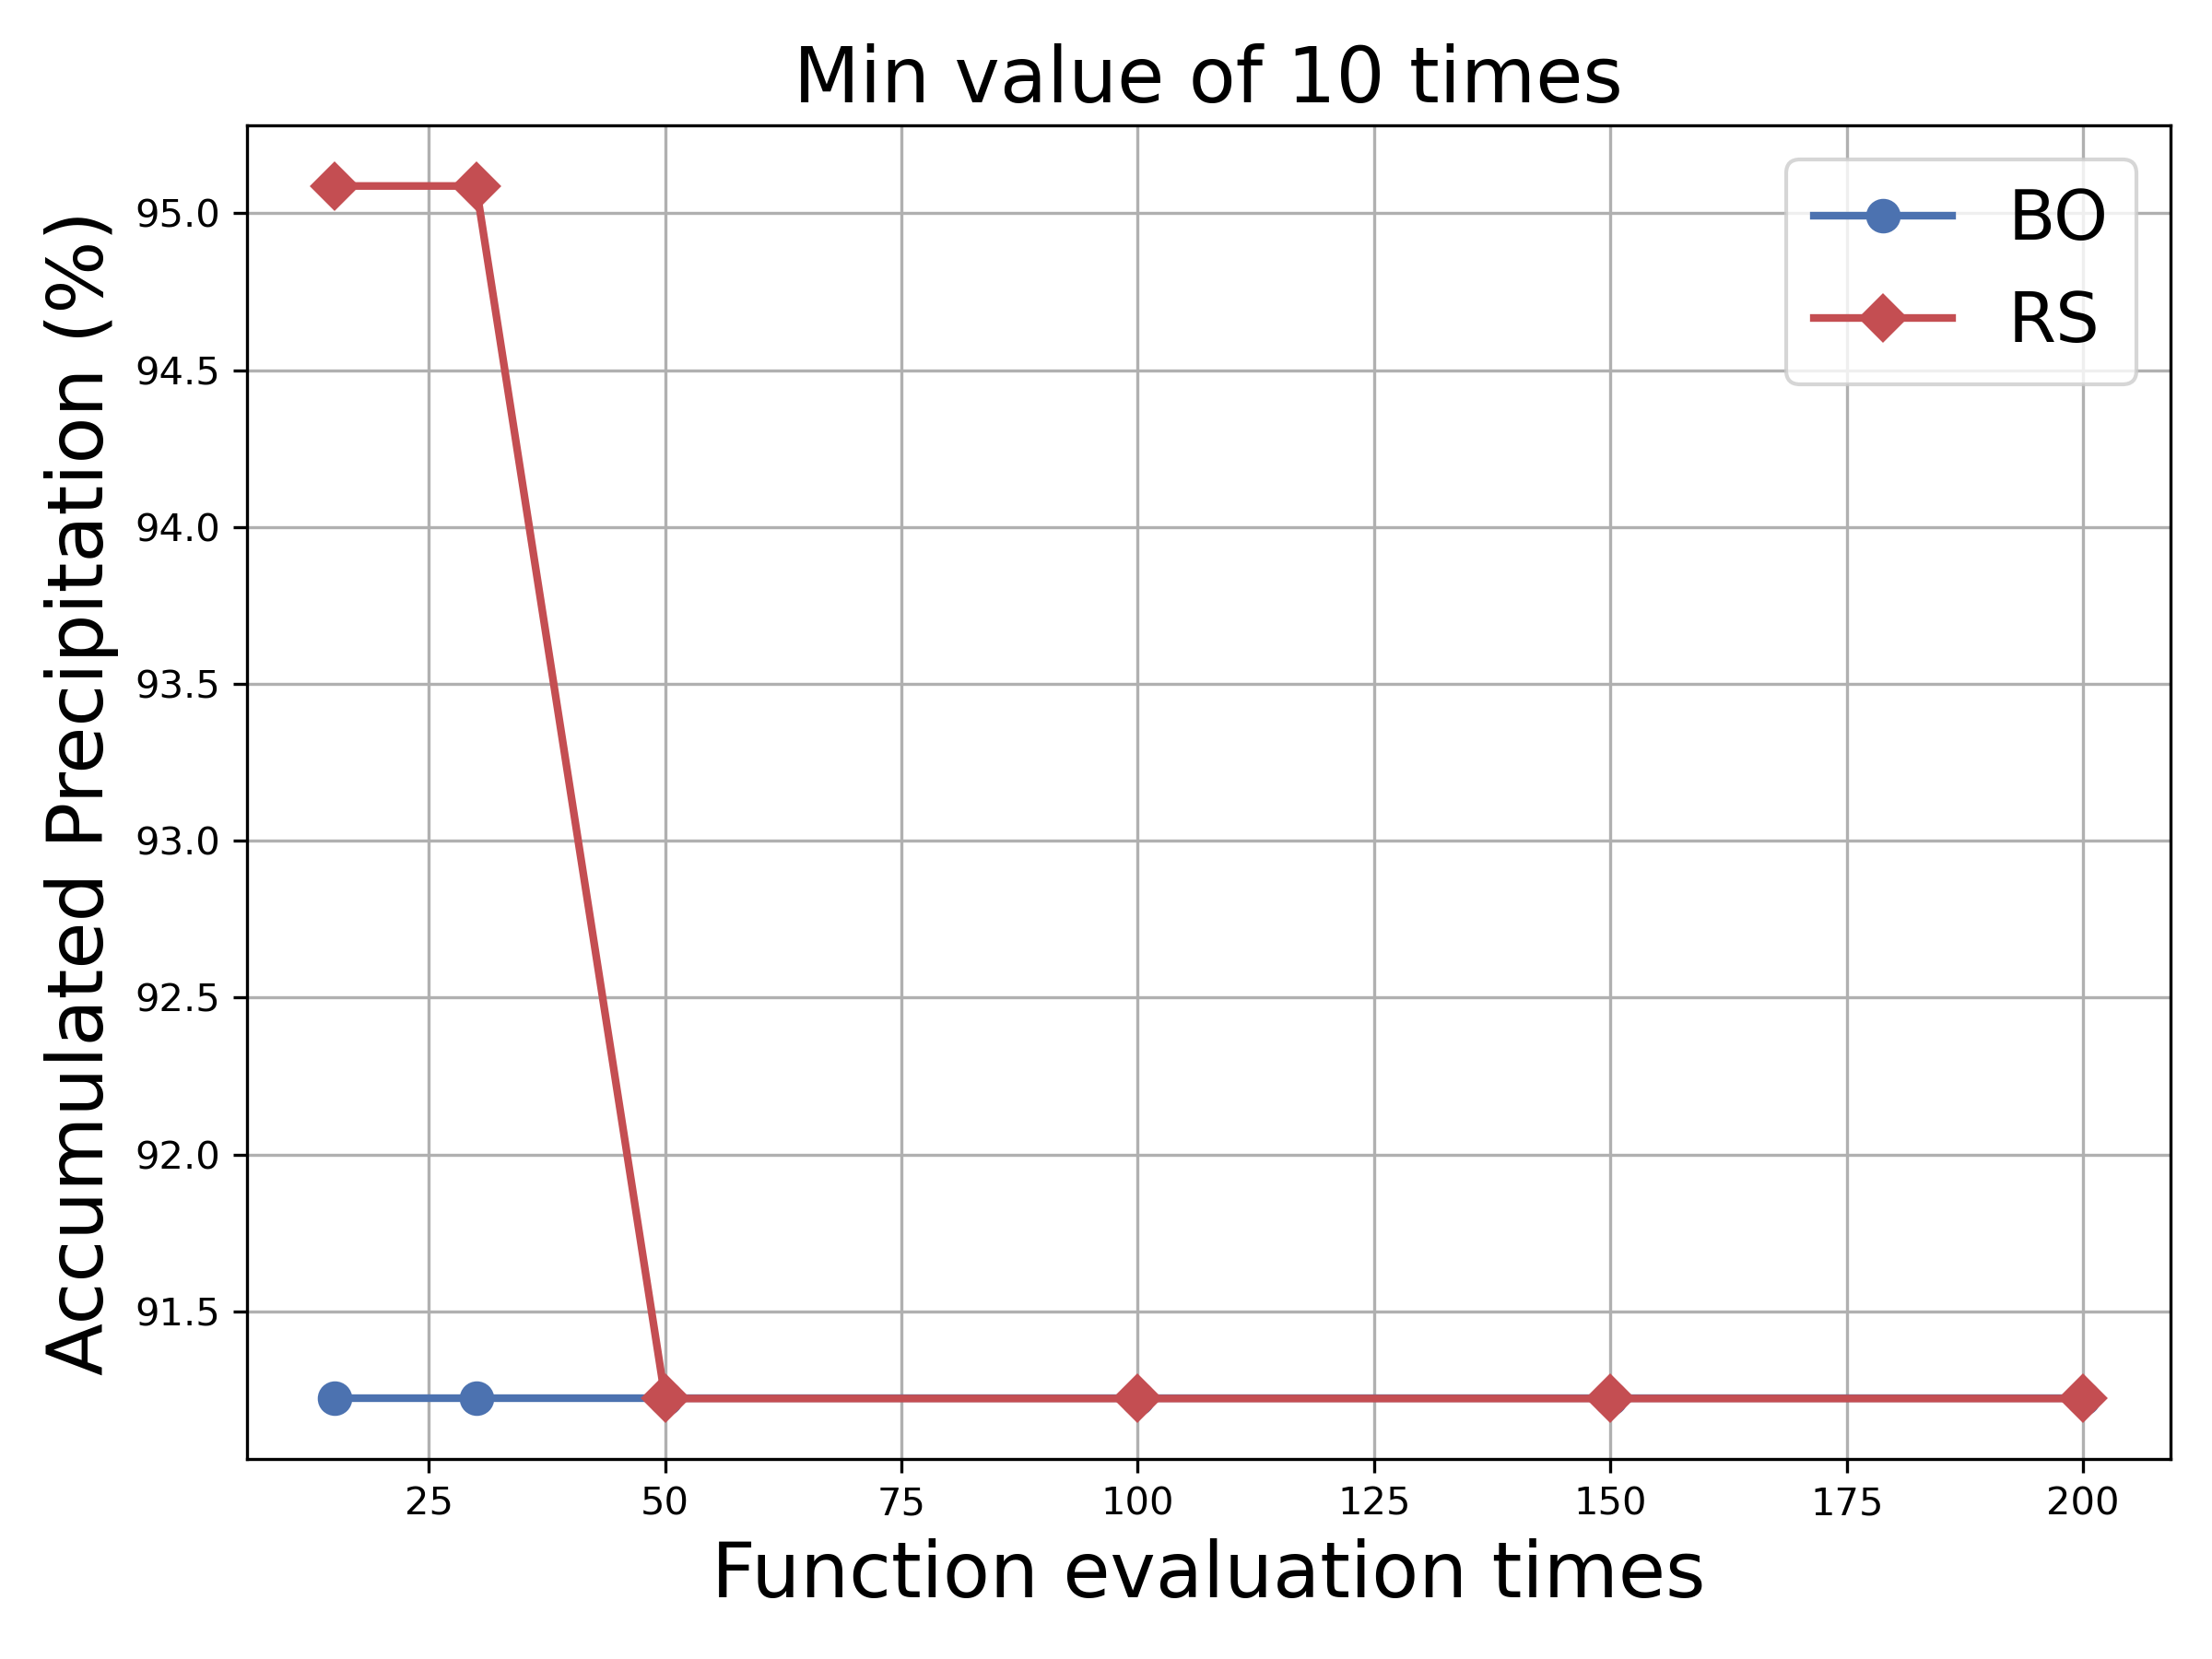 Min value of 10 times
BO
RS
Accumulated Precipitation (%)
95.0
94.5
94.0
93.5
93.0
92.5
92.0
91.5
25 50 75 100 125 150 175 200
Function evaluation times